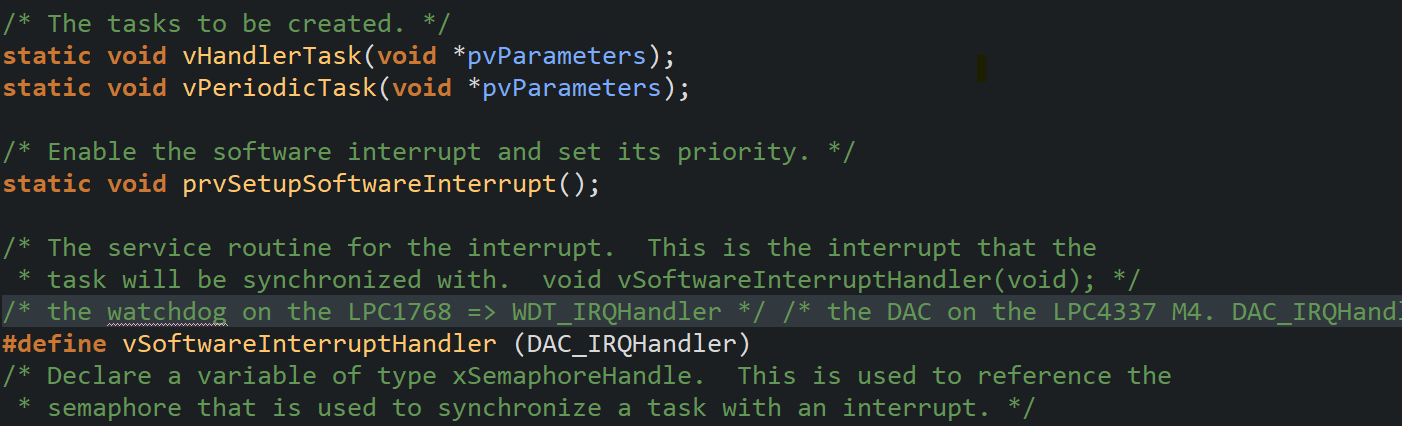 /* The tasks to be created. */
static void vHandlerTask(void *pvParameters);
static void vPeriodicTask(void *pvParameters);
/* Enable the software interrupt and set its priority. */
static void prvSetupSoftwareInterrupt();
/* The service routine for the interrupt.  This is the interrupt that the
 * task will be synchronized with.  void vSoftwareInterruptHandler(void); */
/* the watchdog on the LPC1768 => WDT_IRQHandler */ /* the DAC on the LPC4337 M4. DAC_IRQHandl
#define vSoftwareInterruptHandler (DAC_IRQHandler)
/* Declare a variable of type xSemaphoreHandle.  This is used to reference the
 * semaphore that is used to synchronize a task with an interrupt. */